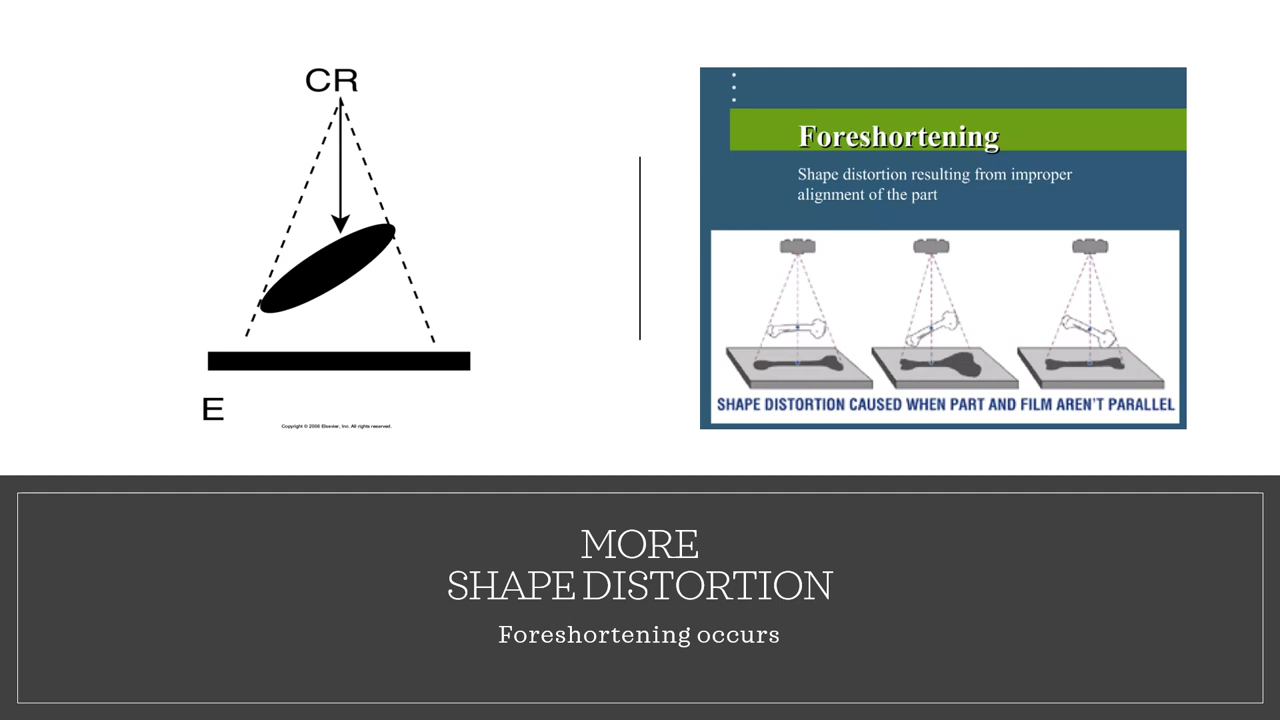 CR
E
Copyright © 2006 Elsevier, Inc. All rights reserved.
Foreshortening
Shape distortion resulting from improper
alignment of the part
SHAPE DISTORTION CAUSED WHEN PART AND FILM AREN'T PARALLEL
MORE
SHAPE DISTORTION
Foreshortening occurs